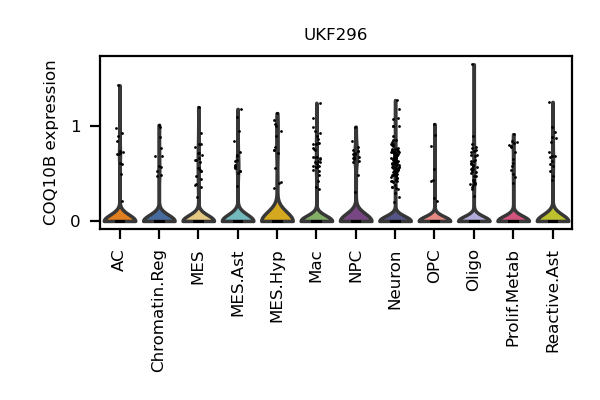 UKF296
COQ10B expression
1
0
AC
Chromatin.Reg
MES
MES.Ast
MES.Hyp
Mac
NPC
Neuron
OPC
Oligo
Prolif.Metab
Reactive.Ast